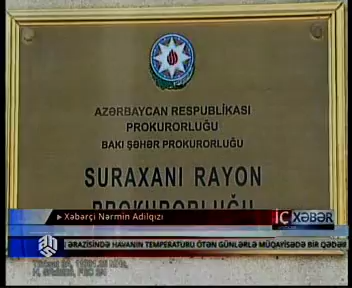 AZƏRBAYCAN RESPUBLİKASI
PROKURORLUĞU
BAKI ŞƏHƏR PROKURORLUĞU
SURAXANI RAYON
PROKURORLUĞU
Xəbərçi Nərmin Adilqızı
İÇ XƏBƏR
ƏRAZİSİNDƏ HAVANIN TEMPERATURU ÖTƏN GÜNLƏRLƏ MÜQAYİSƏDƏ BİR QƏDƏR